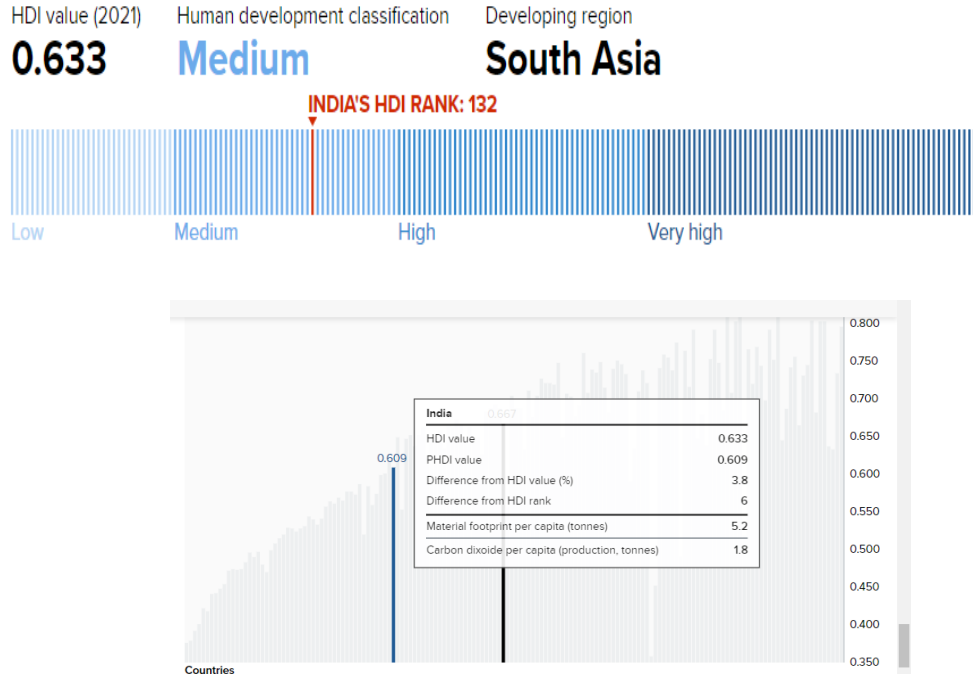 HDI value (2021) Human development classification Developing region
0.633 Medium South Asia
INDIA'S HDI RANK: 132
Low Medium High Very high
0.800
0.750
0.700
0.650
0.600
0.550
0.500
0.450
0.400
0.350
0.609
0.667
India
HDI value 0.633
PHDI value 0.609
Difference from HDI value (%) 3.8
Difference from HDI rank 6
Material footprint per capita (tonnes) 5.2
Carbon dixoide per capita (production, tonnes) 1.8
Countries